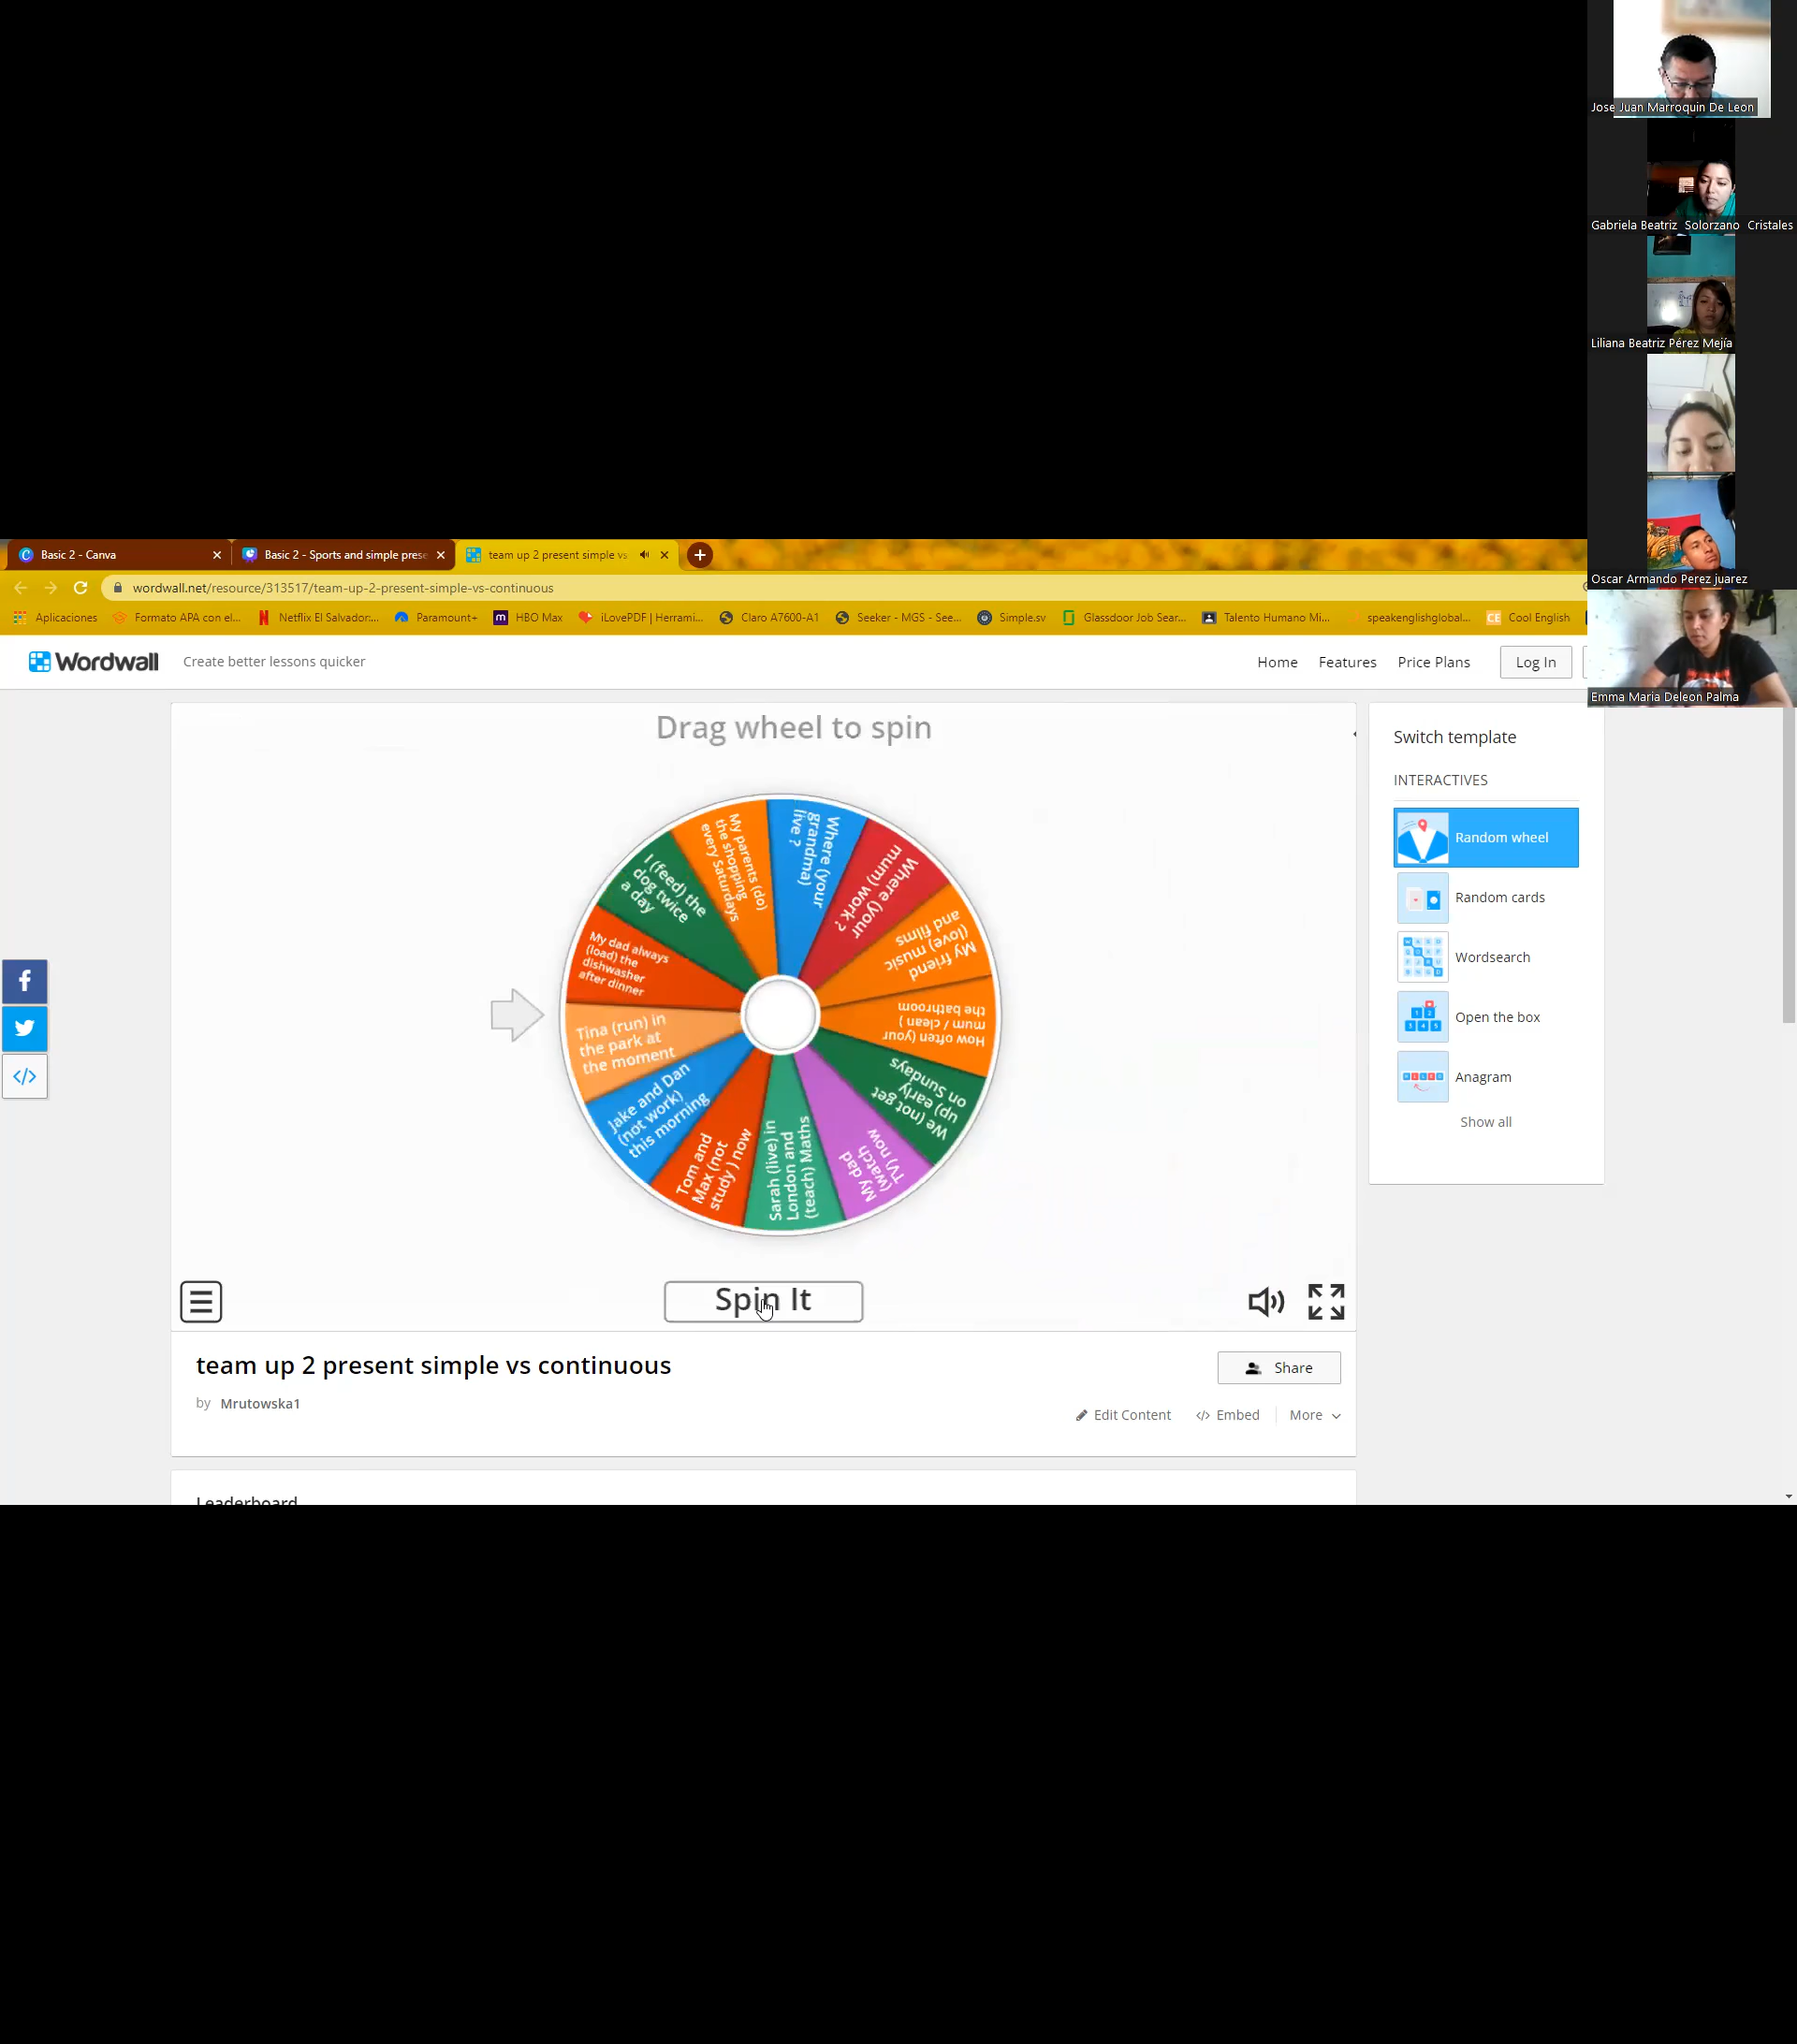 Jose Juan Marroquin De Leon
Gabriela Beatriz Solorzano Cristales
Liliana Beatriz Pérez Mejía
Oscar Armando Perez juarez
Emma Maria Deleon Palma
Basic 2 - Canva
Basic 2 - Sports and simple prese
team up 2 present simple vs
wordwall.net/resource/313517/team-up-2-present-simple-vs-continuous
Aplicaciones
Formato APA con el...
Netflix El Salvador:...
Paramount+
HBO Max
iLovePDF | Herrami...
Claro A7600-A1
Seeker - MGS - See...
Simple.sv
Glassdoor Job Sear...
Talento Humano Mi...
speakenglishglobal...
CE Cool English
Wordwall
Create better lessons quicker
Home
Features
Price Plans
Log In
Drag wheel to spin
Where (your
grandma)
live ?
Where (your
mum) work ?
My friend
(love) music
and films
How often (your
mum / clean )
the bathroom
We (not get
up) early
on Sundays
My dad
(watch
TV) now
Sarah (live) in
London and
(teach) Maths
Tom and
Max (not
study ) now
Jake and Dan
(not work)
this morning
Tina (run) in
the park at
the moment
My dad always
(load) the
dishwasher
after dinner
I (feed) the
dog twice
a day
My parents (do)
the shopping
every Saturdays
Spin It
Switch template
INTERACTIVES
Random wheel
Random cards
Wordsearch
Open the box
Anagram
Show all
team up 2 present simple vs continuous
by Mrutowska1
Share
Edit Content
</> Embed
More
Leaderboard